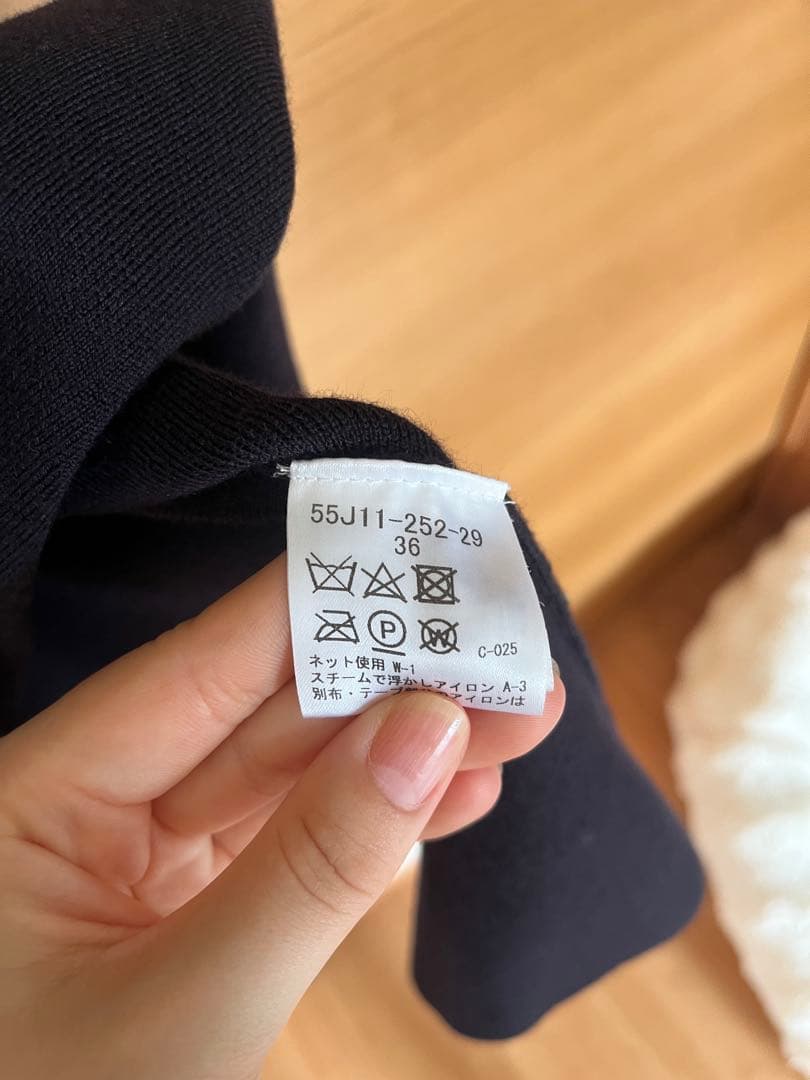 55J11-252-29
36
P
W
C-025
ネット使用 W-1
スチームで浮かしアイロン A-3
別布・テープ アイロンは